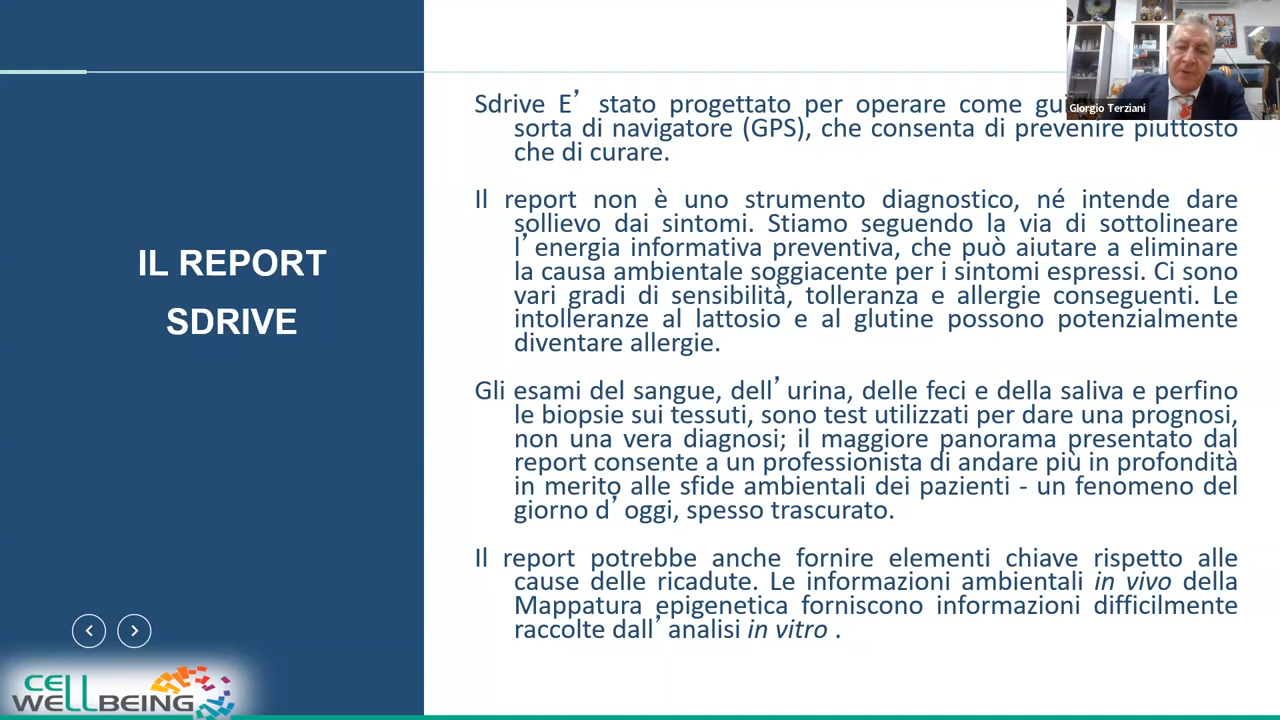 Giorgio Terziani
IL REPORT
SDRIVE
Sdrive E’ stato progettato per operare come
sorta di navigatore (GPS), che consenta di prevenire piuttosto
che di curare.
Il report non è uno strumento diagnostico, né intende dare
sollievo dai sintomi. Stiamo seguendo la via di sottolineare
l’energia informativa preventiva, che può aiutare a eliminare
la causa ambientale soggiacente per i sintomi espressi. Ci sono
vari gradi di sensibilità, tolleranza e allergie conseguenti. Le
intolleranze al lattosio e al glutine possono potenzialmente
diventare allergie.
Gli esami del sangue, dell’urina, delle feci e della saliva e perfino
le biopsie sui tessuti, sono test utilizzati per dare una prognosi,
non una vera diagnosi; il maggiore panorama presentato dal
report consente a un professionista di andare più in profondità
in merito alle sfide ambientali dei pazienti - un fenomeno del
giorno d’oggi, spesso trascurato.
Il report potrebbe anche fornire elementi chiave rispetto alle
cause delle ricadute. Le informazioni ambientali in vivo della
Mappatura epigenetica forniscono informazioni difficilmente
raccolte dall’analisi in vitro .
CELL
WELLBEING